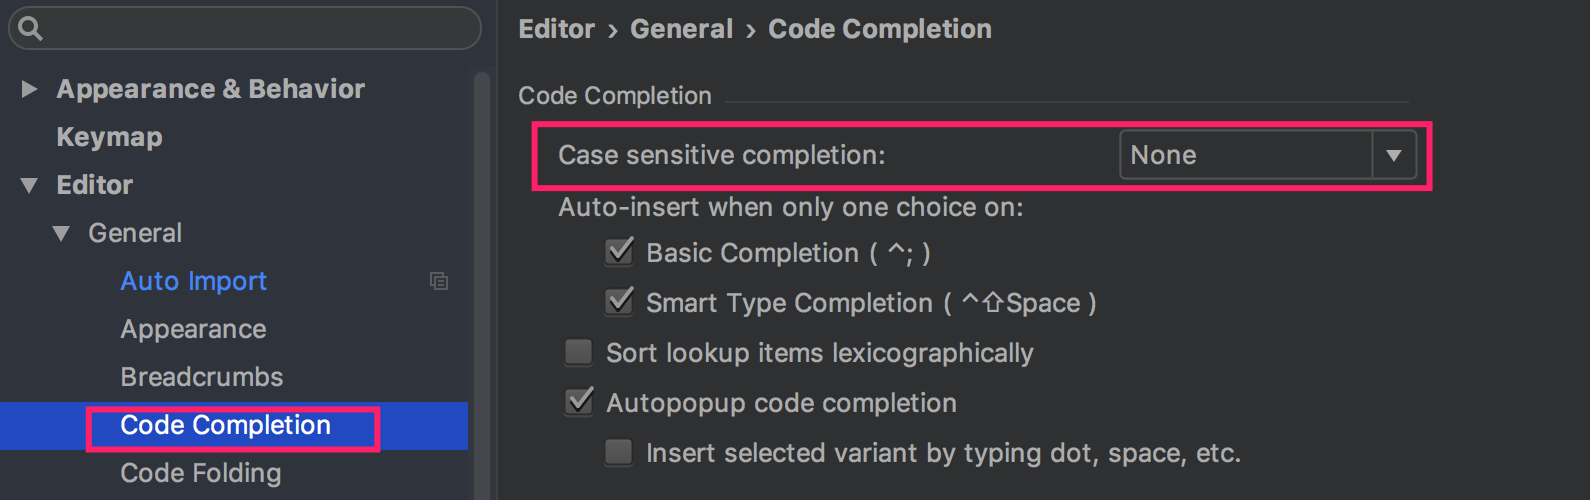 Appearance & Behavior
Keymap
Editor
General
Auto Import
Appearance
Breadcrumbs
Code Completion
Code Folding
Editor › General › Code Completion
Code Completion
Case sensitive completion: None
Auto-insert when only one choice on:
Basic Completion ( ^; )
Smart Type Completion ( ^⇧Space )
Sort lookup items lexicographically
Autopopup code completion
Insert selected variant by typing dot, space, etc.